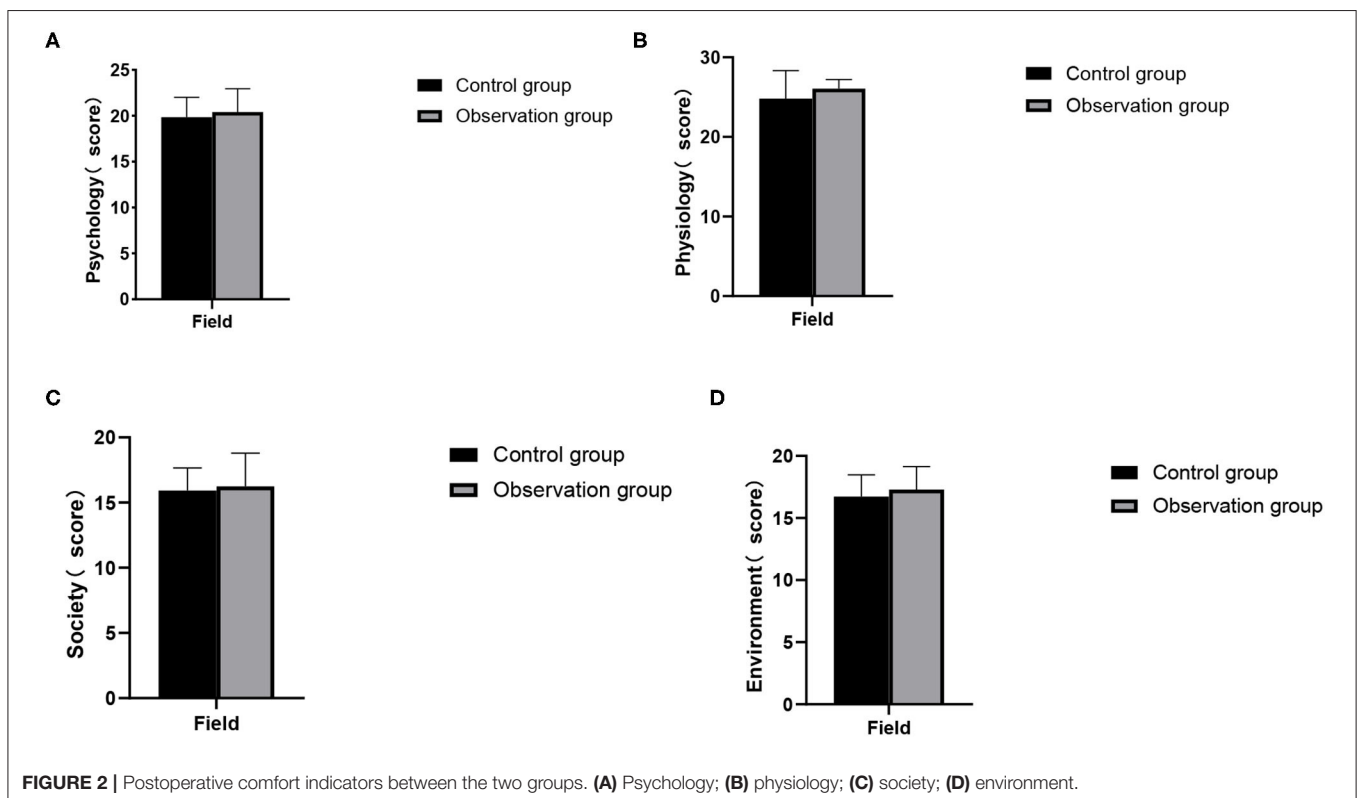 A
25
20
15
10
5
0
Psychology( score)
Field
Control group
Observation group
B
30
20
10
0
Physiology( score)
Field
Control group
Observation group
C
20
15
10
5
0
Society( score)
Field
Control group
Observation group
D
20
15
10
5
0
Environment( score)
Field
Control group
Observation group
FIGURE 2 | Postoperative comfort indicators between the two groups. (A) Psychology; (B) physiology; (C) society; (D) environment.